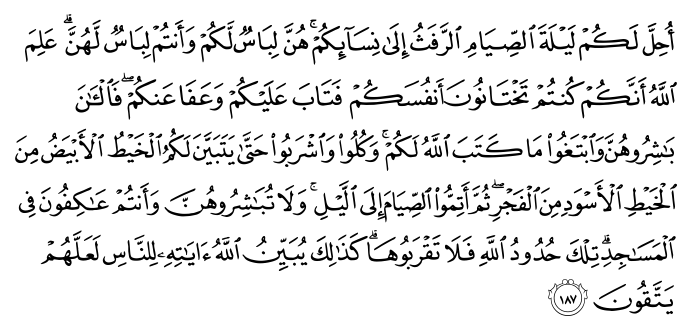 أُحِلَّ لَكُمْ لَيْلَةَ ٱلصِّيَامِ ٱلرَّفَثُ إِلَىٰ نِسَآئِكُمْ ۚ هُنَّ لِبَاسٌ لَّكُمْ وَأَنتُمْ لِبَاسٌ لَّهُنَّ ۗ عَلِمَ
ٱللَّهُ أَنَّكُمْ كُنتُمْ تَخْتَانُونَ أَنفُسَكُمْ فَتَابَ عَلَيْكُمْ وَعَفَا عَنكُمْ ۖ فَٱلْـَٰٔنَ
بَـٰشِرُوهُنَّ وَٱبْتَغُوا۟ مَا كَتَبَ ٱللَّهُ لَكُمْ ۚ وَكُلُوا۟ وَٱشْرَبُوا۟ حَتَّىٰ يَتَبَيَّنَ لَكُمُ ٱلْخَيْطُ ٱلْأَبْيَضُ مِنَ
ٱلْخَيْطِ ٱلْأَسْوَدِ مِنَ ٱلْفَجْرِ ۖ ثُمَّ أَتِمُّوا۟ ٱلصِّيَامَ إِلَى ٱلَّيْلِ ۚ وَلَا تُبَـٰشِرُوهُنَّ وَأَنتُمْ عَـٰكِفُونَ فِى
ٱلْمَسَـٰجِدِ ۗ تِلْكَ حُدُودُ ٱللَّهِ فَلَا تَقْرَبُوهَا ۗ كَذَٰلِكَ يُبَيِّنُ ٱللَّهُ ءَايَـٰتِهِۦ لِلنَّاسِ لَعَلَّهُمْ
يَتَّقُونَ ١٨٧